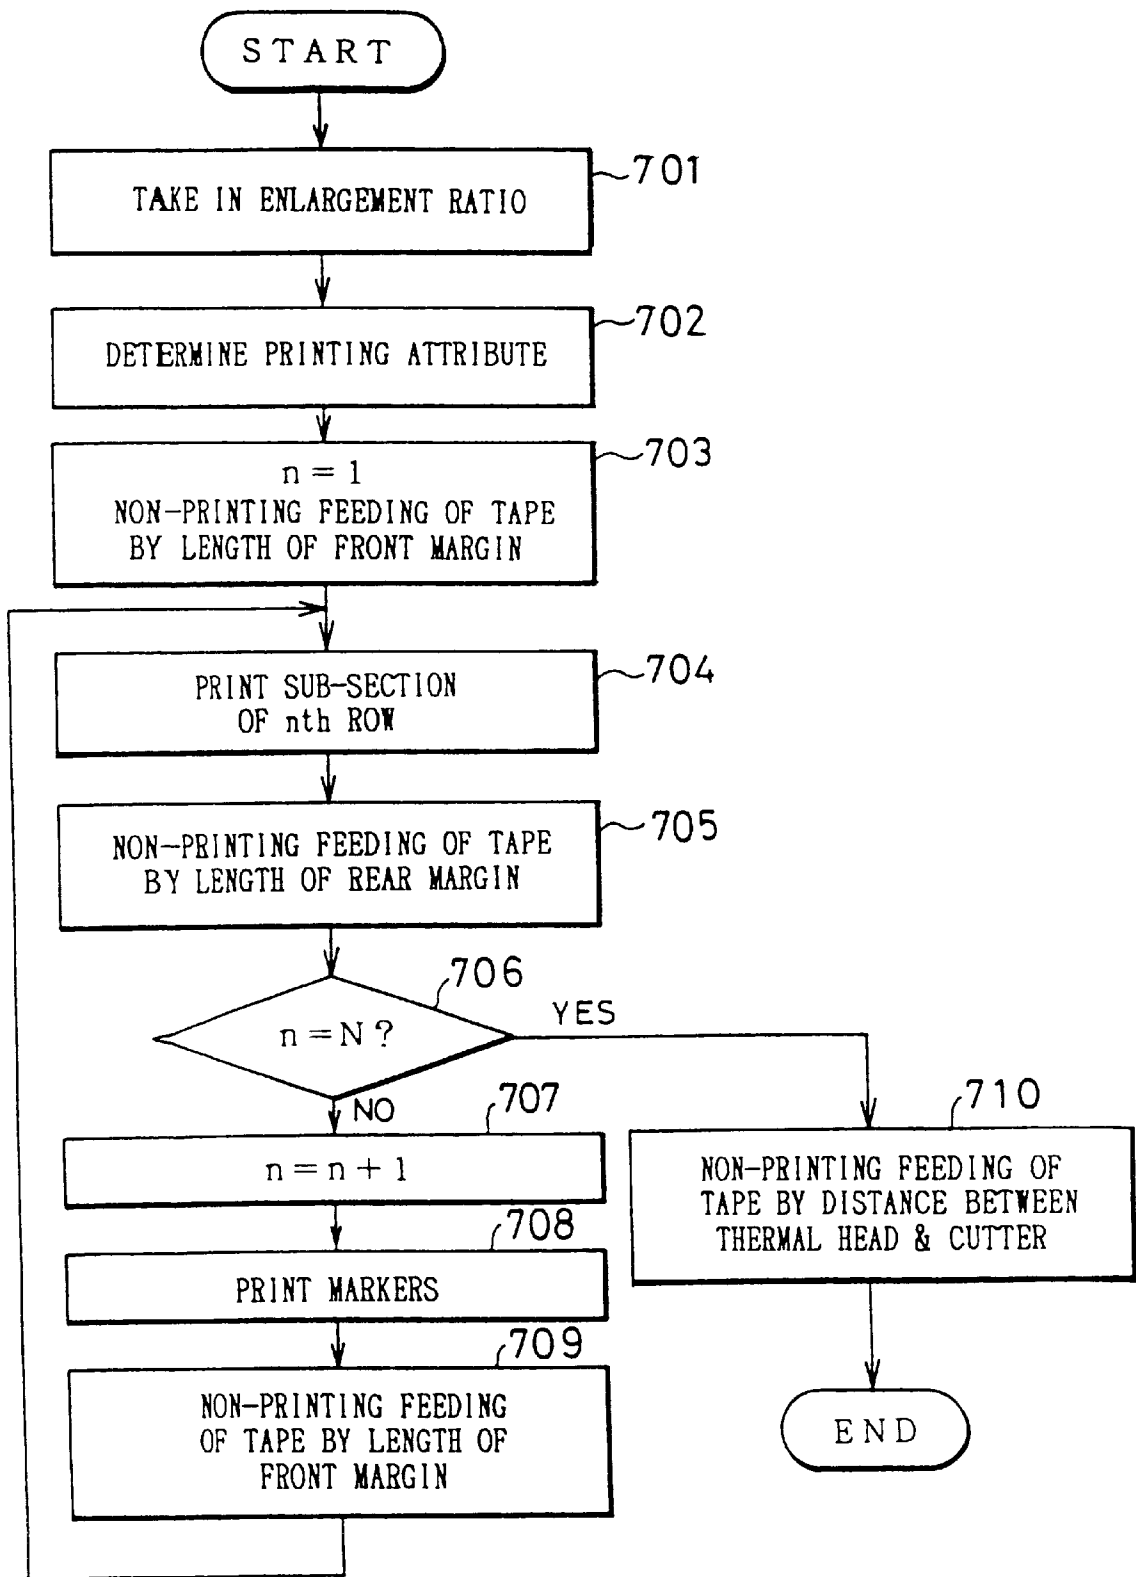 START
701
TAKE IN ENLARGEMENT RATIO
702
DETERMINE PRINTING ATTRIBUTE
703
n = 1
NON-PRINTING FEEDING OF TAPE
BY LENGTH OF FRONT MARGIN
704
PRINT SUB-SECTION
OF nth ROW
705
NON-PRINTING FEEDING OF TAPE
BY LENGTH OF REAR MARGIN
706
n = N ?
YES
NO
707
n = n + 1
710
NON-PRINTING FEEDING OF
TAPE BY DISTANCE BETWEEN
THERMAL HEAD & CUTTER
708
PRINT MARKERS
709
NON-PRINTING FEEDING
OF TAPE BY LENGTH OF
FRONT MARGIN
END